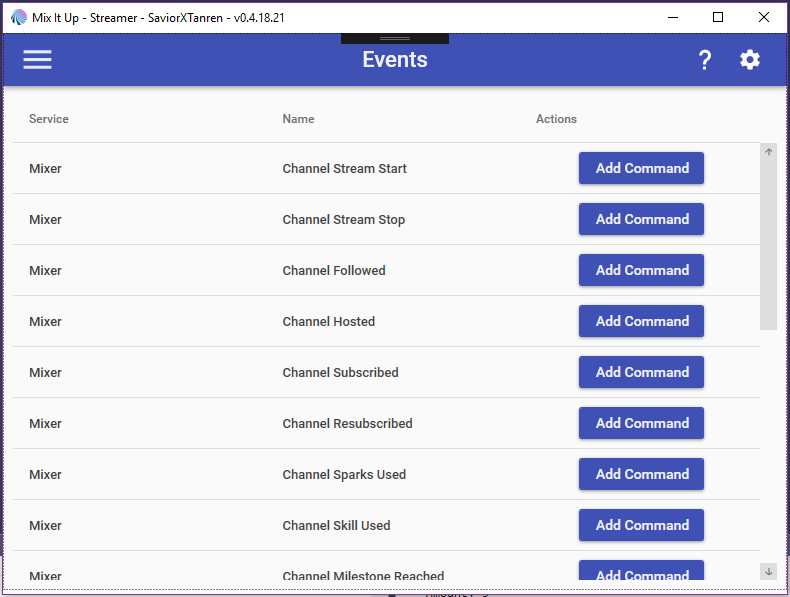 Mix It Up - Streamer - SaviorXTanren - v0.4.18.21
Events
?
Service Name Actions
Mixer Channel Stream Start Add Command
Mixer Channel Stream Stop Add Command
Mixer Channel Followed Add Command
Mixer Channel Hosted Add Command
Mixer Channel Subscribed Add Command
Mixer Channel Resubscribed Add Command
Mixer Channel Sparks Used Add Command
Mixer Channel Skill Used Add Command
Mixer Channel Milestone Reached Add Command